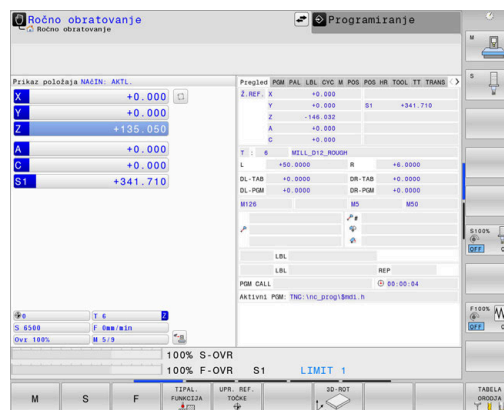 Ročno obratovanje
Ročno obratovanje
Programiranje
Prikaz položaja NAčIN: AKTL.
X +0.000
Y +0.000
Z +135.050
A +0.000
C +0.000
S1 +341.710
0 T 6 Z
S 6500 F 0mm/min
Ovr 100% M 5/9
Pregled PGM PAL LBL CYC M POS POS HR TOOL TT TRANS
Ž.REF. X +0.000
Y +0.000 S1 +341.710
Z -146.032
A +0.000
C +0.000
T : 6 MILL_D12_ROUGH
L +50.0000 R +6.0000
DL-TAB +0.0000 DR-TAB +0.0000
DL-PGM +0.0000 DR-PGM +0.0000
M126 M5 M50
LBL
LBL REP
PGM CALL 00:00:04
Aktivni PGM: TNC:\nc_prog\$mdi.h
100% S-OVR
100% F-OVR S1 LIMIT 1
M
S
S100%
OFF
F100%
OFF
M
S
F
TIPAL.
FUNKCIJA
UPR. REF.
TOČKE
3D-ROT
TABELA